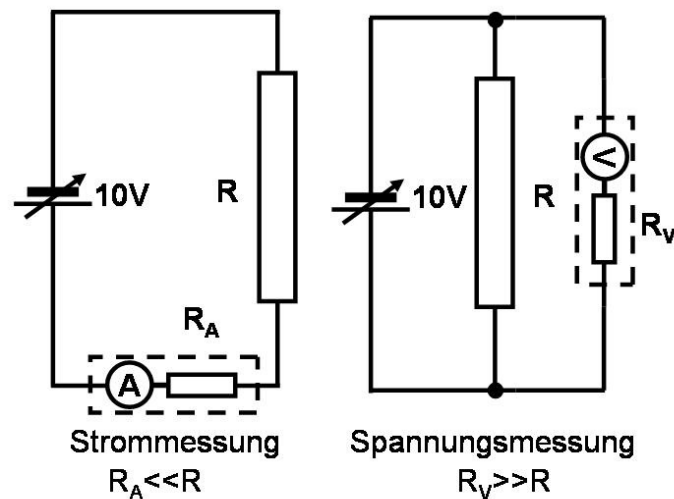 10V
R
R_A
A
Strommessung
R_A<<R
10V
R
V
R_V
Spannungsmessung
R_V>>R